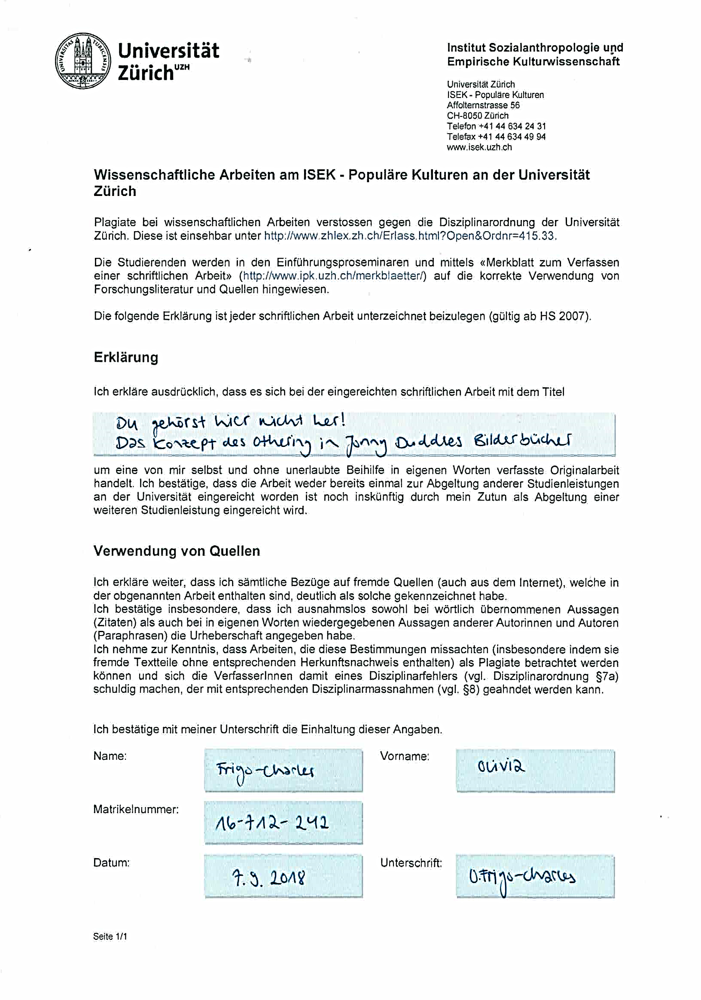 Universität
Zürich UZH
UNIVERSITAS TURICENSIS
Institut Sozialanthropologie und
Empirische Kulturwissenschaft
Universität Zürich
ISEK - Populäre Kulturen
Affolternstrasse 56
CH-8050 Zürich
Telefon +41 44 634 24 31
Telefax +41 44 634 49 94
www.isek.uzh.ch
Wissenschaftliche Arbeiten am ISEK - Populäre Kulturen an der Universität
Zürich
Plagiate bei wissenschaftlichen Arbeiten verstossen gegen die Disziplinarordnung der Universität
Zürich. Diese ist einsehbar unter http://www.zhlex.zh.ch/Erlass.html?Open&Ordnr=415.33.
Die Studierenden werden in den Einführungsproseminaren und mittels «Merkblatt zum Verfassen
einer schriftlichen Arbeit» (http://www.ipk.uzh.ch/merkblaetter/) auf die korrekte Verwendung von
Forschungsliteratur und Quellen hingewiesen.
Die folgende Erklärung ist jeder schriftlichen Arbeit unterzeichnet beizulegen (gültig ab HS 2007).
Erklärung
Ich erkläre ausdrücklich, dass es sich bei der eingereichten schriftlichen Arbeit mit dem Titel
Du gehörst hier nicht her!
Das Konzept des Othering in Jonny Duddles Bilderbücher
um eine von mir selbst und ohne unerlaubte Beihilfe in eigenen Worten verfasste Originalarbeit
handelt. Ich bestätige, dass die Arbeit weder bereits einmal zur Abgeltung anderer Studienleistungen
an der Universität eingereicht worden ist noch inskünftig durch mein Zutun als Abgeltung einer
weiteren Studienleistung eingereicht wird.
Verwendung von Quellen
Ich erkläre weiter, dass ich sämtliche Bezüge auf fremde Quellen (auch aus dem Internet), welche in
der obgenannten Arbeit enthalten sind, deutlich als solche gekennzeichnet habe.
Ich bestätige insbesondere, dass ich ausnahmslos sowohl bei wörtlich übernommenen Aussagen
(Zitaten) als auch bei in eigenen Worten wiedergegebenen Aussagen anderer Autorinnen und Autoren
(Paraphrasen) die Urheberschaft angegeben habe.
Ich nehme zur Kenntnis, dass Arbeiten, die diese Bestimmungen missachten (insbesondere indem sie
fremde Textteile ohne entsprechenden Herkunftsnachweis enthalten) als Plagiate betrachtet werden
können und sich die VerfasserInnen damit eines Disziplinarfehlers (vgl. Disziplinarordnung §7a)
schuldig machen, der mit entsprechenden Disziplinarmassnahmen (vgl. §8) geahndet werden kann.
Ich bestätige mit meiner Unterschrift die Einhaltung dieser Angaben.
Name: Frigo-Charles Vorname: Olivia
Matrikelnummer: 16-712-242
Datum: 7.9.2018 Unterschrift: O.Frigo-Charles
Seite 1/1